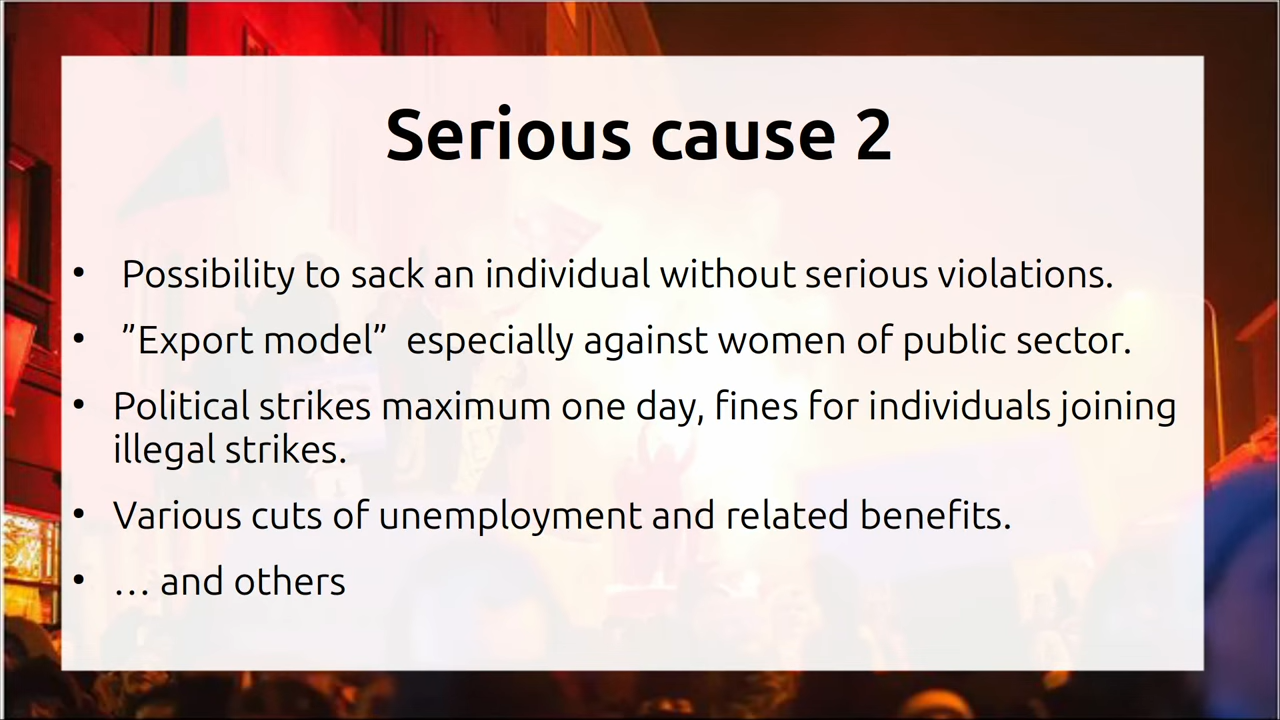 Serious cause 2
• Possibility to sack an individual without serious violations.
• ”Export model” especially against women of public sector.
• Political strikes maximum one day, fines for individuals joining
illegal strikes.
• Various cuts of unemployment and related benefits.
• … and others